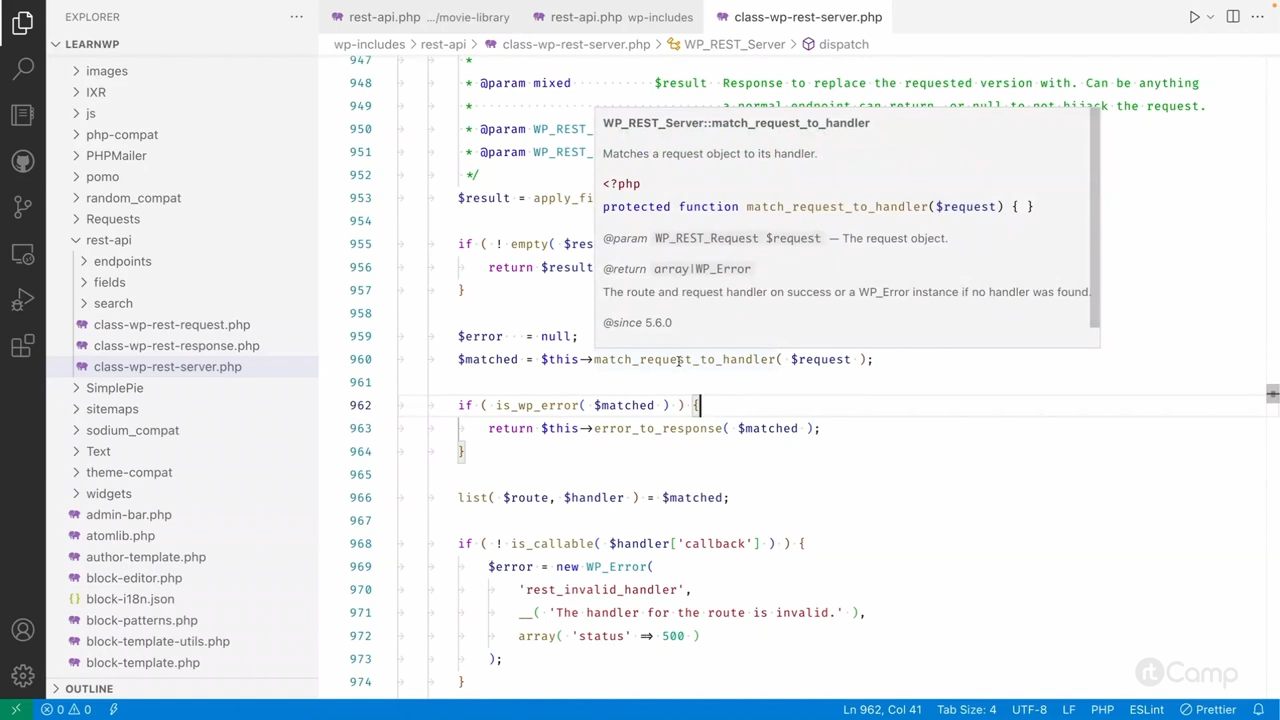 EXPLORER
LEARNWP
images
IXR
js
php-compat
PHPMailer
pomo
random_compat
Requests
rest-api
endpoints
fields
search
class-wp-rest-request.php
class-wp-rest-response.php
class-wp-rest-server.php
SimplePie
sitemaps
sodium_compat
Text
theme-compat
widgets
admin-bar.php
atomlib.php
author-template.php
block-editor.php
block-i18n.json
block-patterns.php
block-template-utils.php
block-template.php
OUTLINE
rest-api.php .../movie-library
rest-api.php wp-includes
class-wp-rest-server.php
wp-includes > rest-api > class-wp-rest-server.php > WP_REST_Server > dispatch
947 *
948 * @param mixed $result Response to replace the requested version with. Can be anything
949 * a normal endpoint can return, or null to not hijack the request.
950 * @param WP_REST_
951 * @param WP_REST_
952 */
953 $result = apply_fi
954
955 if ( ! empty( $res
956 return $result
957 }
958
959 $error = null;
960 $matched = $this->match_request_to_handler( $request );
961
962 if ( is_wp_error( $matched ) ) {
963 return $this->error_to_response( $matched );
964 }
965
966 list( $route, $handler ) = $matched;
967
968 if ( ! is_callable( $handler['callback'] ) ) {
969 $error = new WP_Error(
970 'rest_invalid_handler',
971 __( 'The handler for the route is invalid.' ),
972 array( 'status' => 500 )
973 );
974 }
WP_REST_Server::match_request_to_handler
Matches a request object to its handler.
<?php
protected function match_request_to_handler($request) { }
@param WP_REST_Request $request — The request object.
@return array|WP_Error
The route and request handler on success or a WP_Error instance if no handler was found.
@since 5.6.0
rtCamp
0 0
Ln 962, Col 41 Tab Size: 4 UTF-8 LF PHP ESLint Prettier